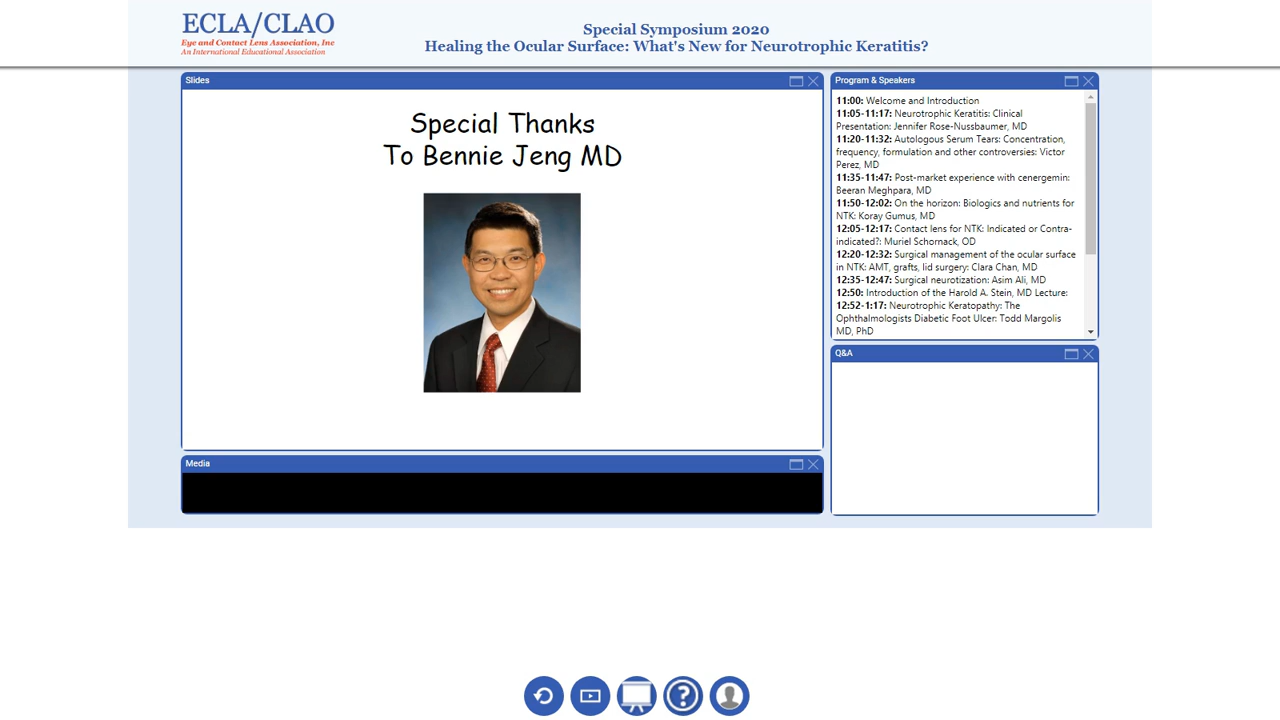 ECLA/CLAO
Eye and Contact Lens Association, Inc
An International Educational Association
Special Symposium 2020
Healing the Ocular Surface: What's New for Neurotrophic Keratitis?
Slides
Special Thanks
To Bennie Jeng MD
Media
Program & Speakers
11:00: Welcome and Introduction
11:05-11:17: Neurotrophic Keratitis: Clinical
Presentation: Jennifer Rose-Nussbaumer, MD
11:20-11:32: Autologous Serum Tears: Concentration,
frequency, formulation and other controversies: Victor
Perez, MD
11:35-11:47: Post-market experience with cenergemin:
Beeran Meghpara, MD
11:50-12:02: On the horizon: Biologics and nutrients for
NTK: Koray Gumus, MD
12:05-12:17: Contact lens for NTK: Indicated or Contra-
indicated?: Muriel Schornack, OD
12:20-12:32: Surgical management of the ocular surface
in NTK: AMT, grafts, lid surgery: Clara Chan, MD
12:35-12:47: Surgical neurotization: Asim Ali, MD
12:50: Introduction of the Harold A. Stein, MD Lecture:
12:52-1:17: Neurotrophic Keratopathy: The
Ophthalmologists Diabetic Foot Ulcer: Todd Margolis
MD, PhD
Q&A